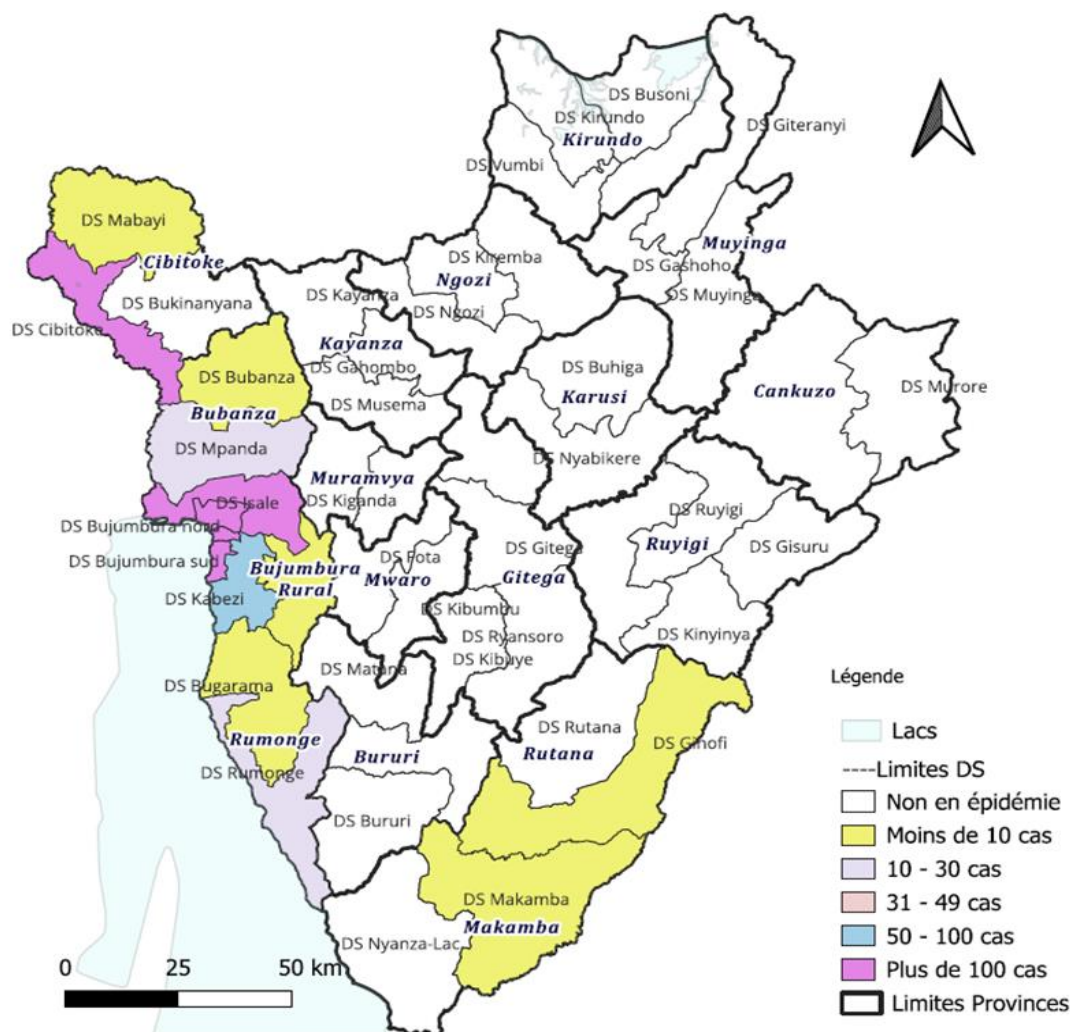 DS Busoni
DS Kirundo
Kirundo
DS Giteranyi
DS Vumbi
DS Mabayi
Cibitoke
DS Bukinanyana
DS Cibitoke
DS Kiremba
Ngozi
DS Ngozi
Muyinga
DS Gashoho
DS Muyinga
DS Kayanza
Kayanza
DS Gahombo
DS Musema
DS Buhiga
Karusi
DS Nyabikere
Cankuzo
DS Murore
DS Bubanza
Bubanza
DS Mpanda
Muramvya
DS Kiganda
DS Isale
DS Bujumbura nord
DS Bujumbura sud
DS Kabezi
Bujumbura
Rural
DS Fota
Mwaro
DS Gitega
Gitega
DS Kibumbu
DS Ryansoro
DS Kibuye
DS Ruyigi
Ruyigi
DS Gisuru
DS Kinyinya
DS Matana
DS Bugarama
Rumonge
DS Rumonge
Bururi
DS Bururi
DS Rutana
Rutana
DS Gihofi
DS Makamba
Makamba
DS Nyanza-Lac
0 25 50 km
Légende
Lacs
Limites DS
Non en épidémie
Moins de 10 cas
10 - 30 cas
31 - 49 cas
50 - 100 cas
Plus de 100 cas
Limites Provinces